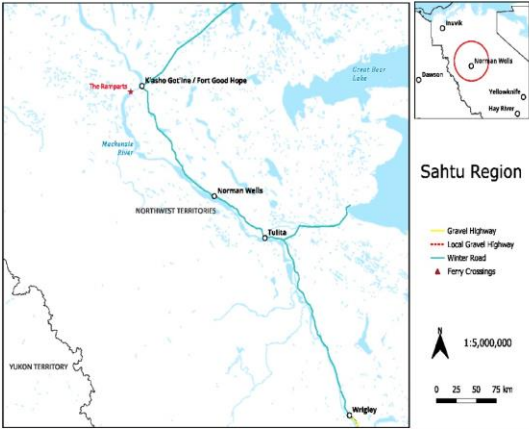 Great Bear
Lake
K'asho Got'ine / Fort Good Hope
The Ramparts
Mackenzie
River
Norman Wells
NORTHWEST TERRITORIES
Tulita
YUKON TERRITORY
Wrigley
Inuvik
Norman Wells
Dawson
Yellowknife
Hay River
Sahtu Region
Gravel Highway
Local Gravel Highway
Winter Road
Ferry Crossings
N
1:5,000,000
0 25 50 75 km